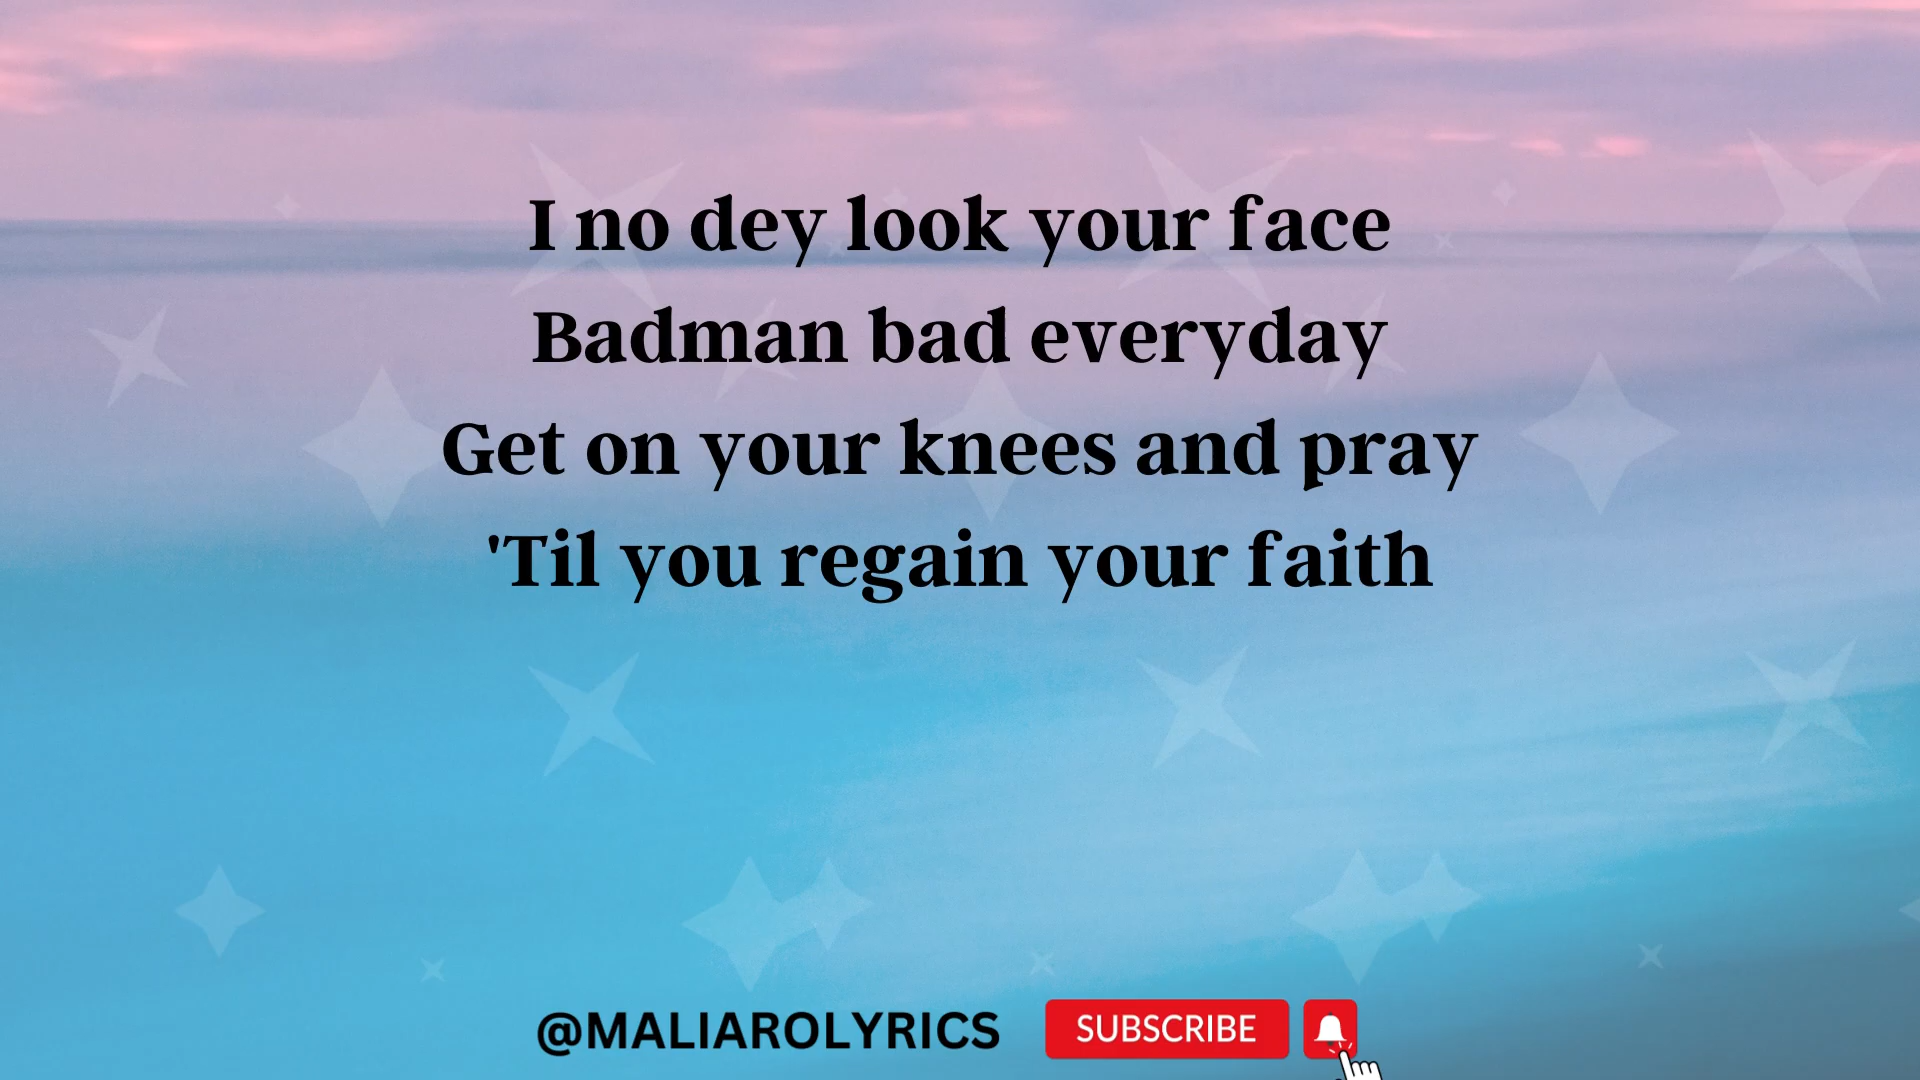 I no dey look your face
Badman bad everyday
Get on your knees and pray
'Til you regain your faith
@MALIAROLYRICS SUBSCRIBE